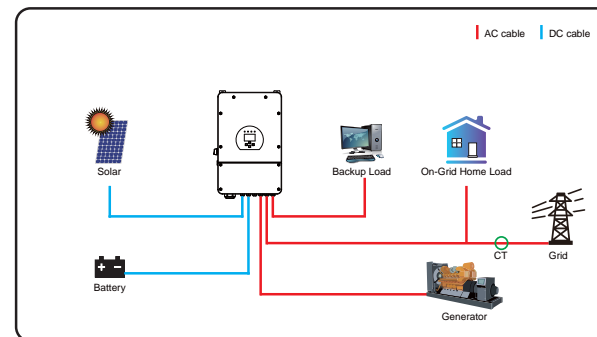 AC cable
DC cable
Solar
Backup Load
On-Grid Home Load
CT
Grid
Battery
Generator